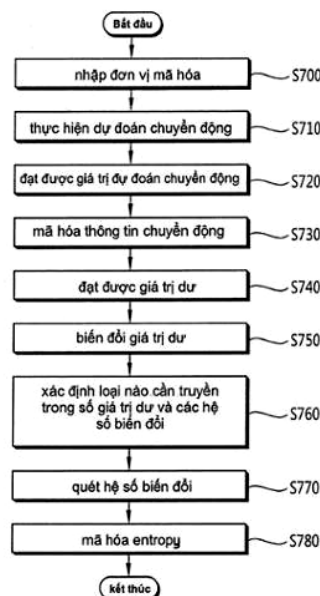 Bắt đầu
nhập đơn vị mã hóa
S700
thực hiện dự đoán chuyển động
S710
đạt được giá trị dự đoán chuyển động
S720
mã hóa thông tin chuyển động
S730
đạt được giá trị dư
S740
biến đổi giá trị dư
S750
xác định loại nào cần truyền
trong số giá trị dư và các hệ
số biến đổi
S760
quét hệ số biến đổi
S770
mã hóa entropy
S780
kết thúc